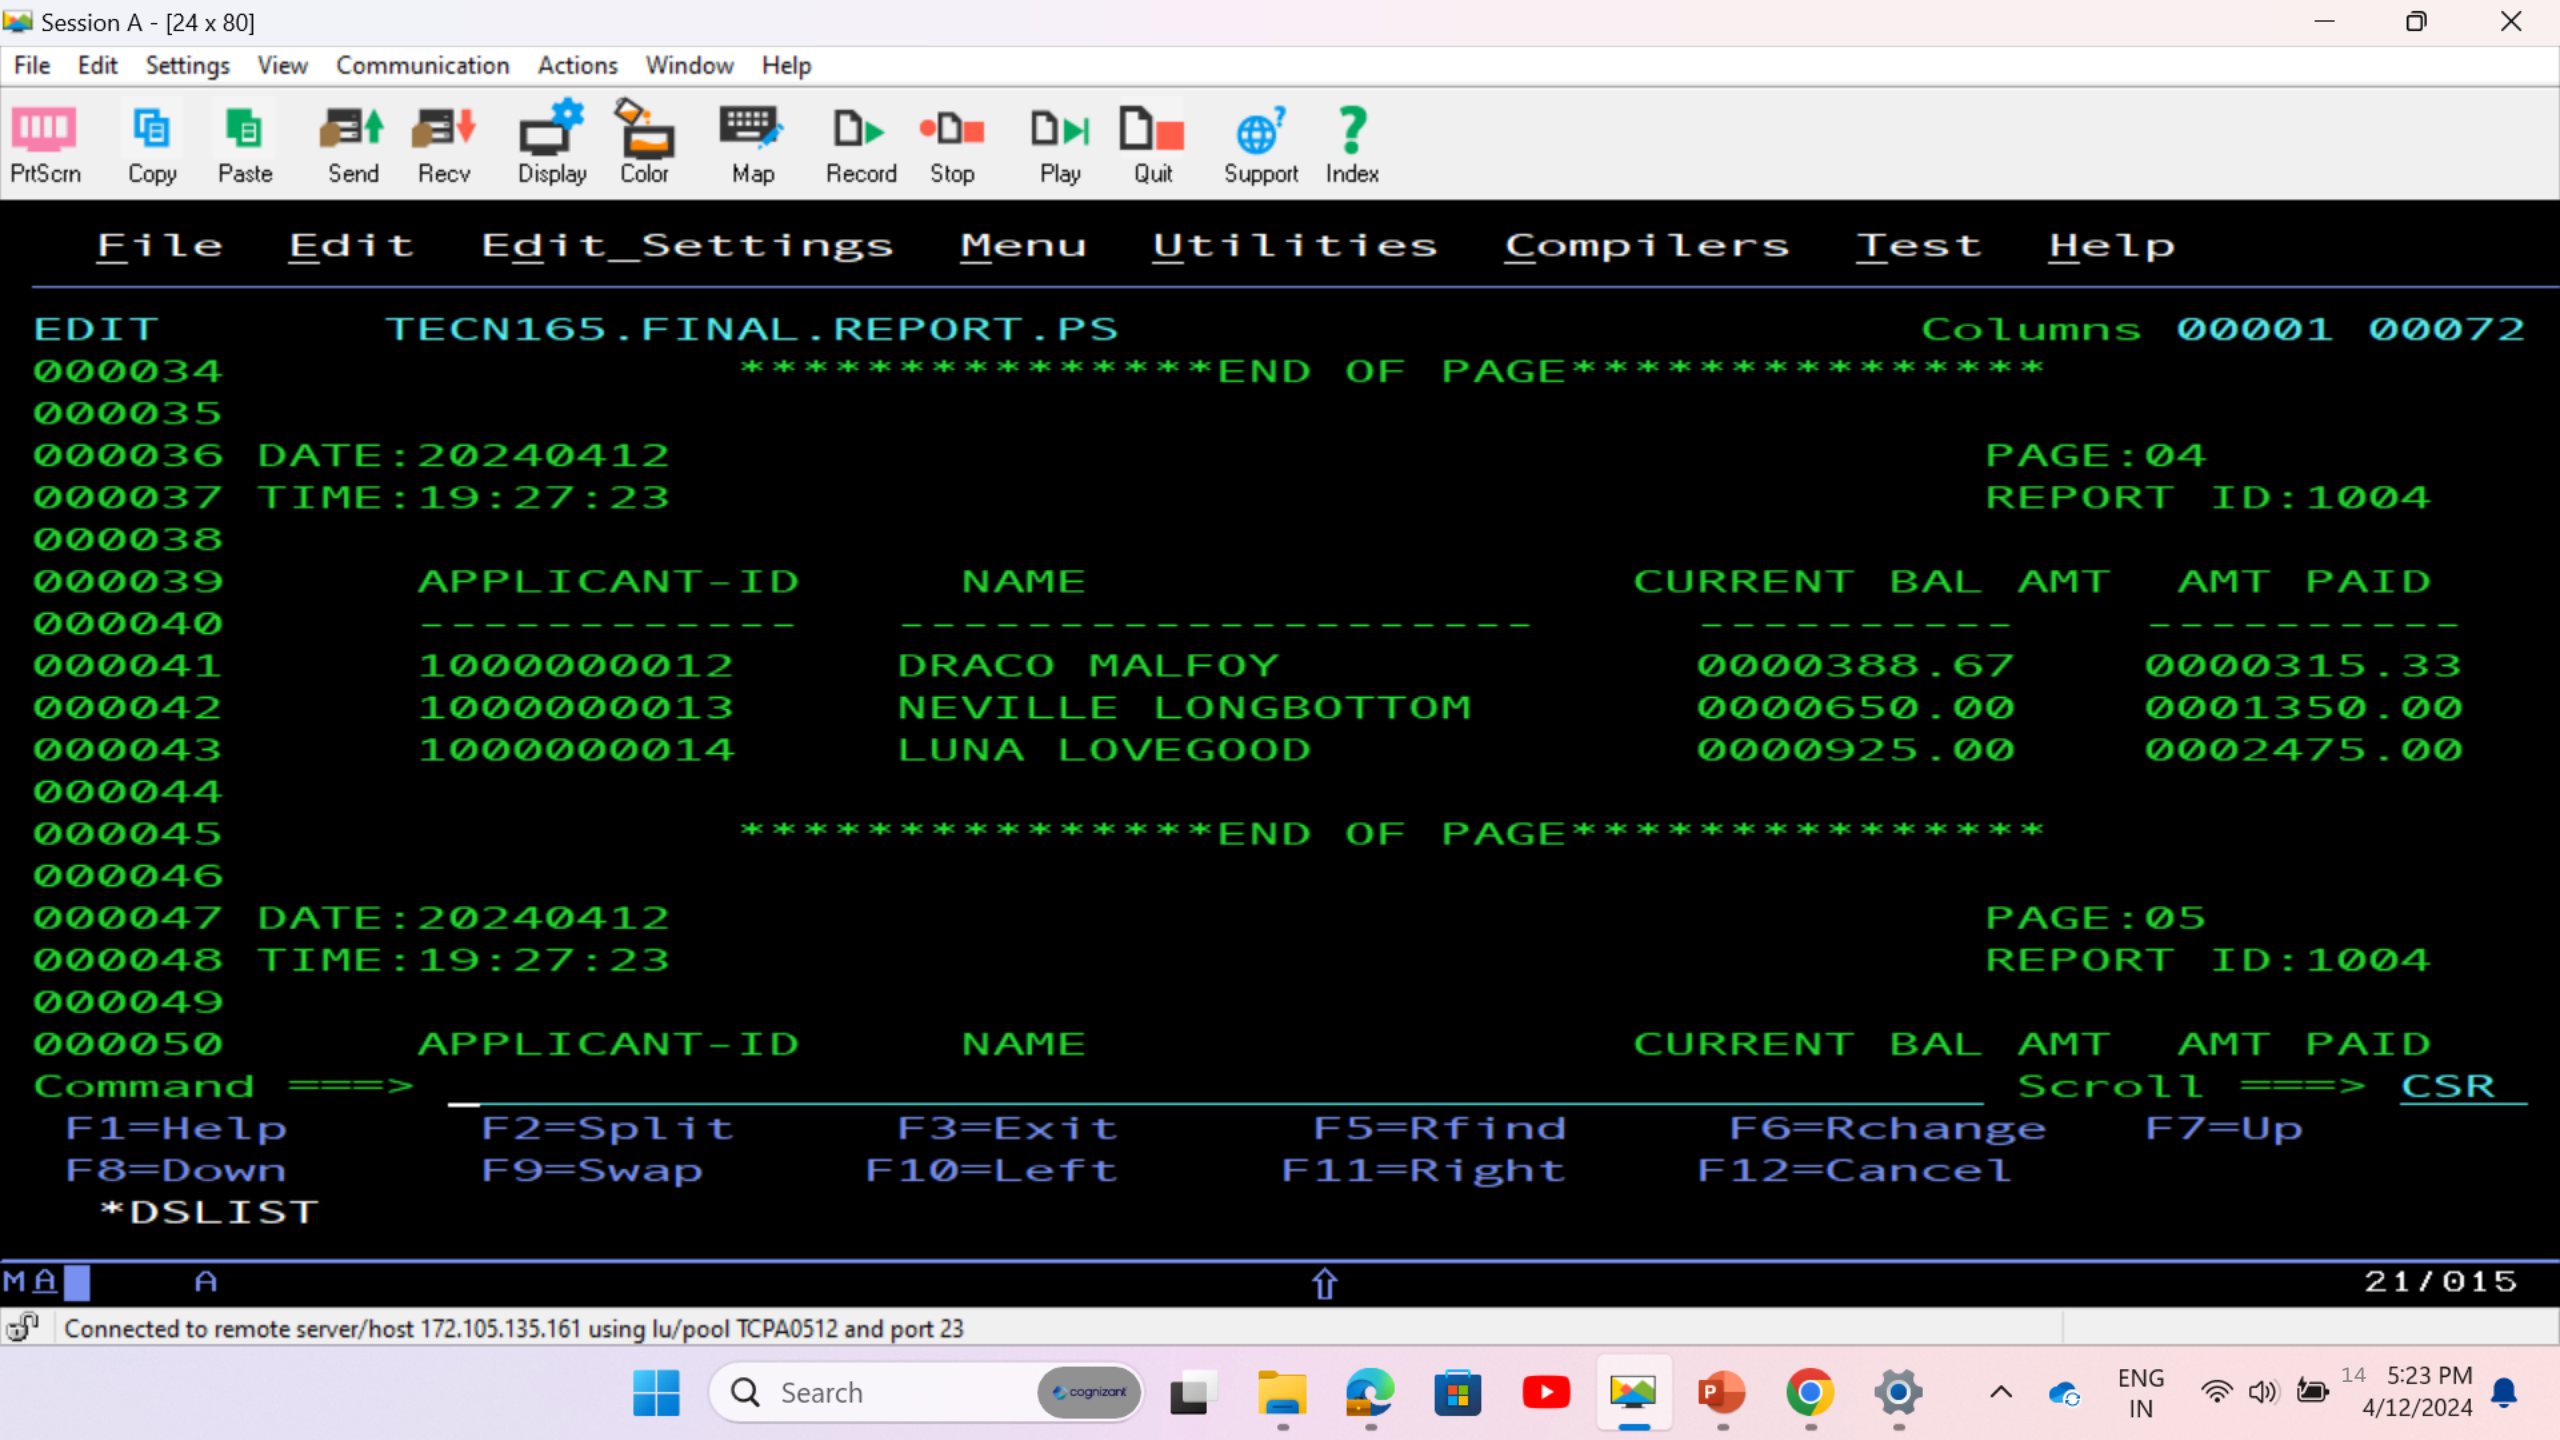 Session A - [24 x 80]
File Edit Settings View Communication Actions Window Help
PrtScrn Copy Paste Send Recv Display Color Map Record Stop Play Quit Support Index
File Edit Edit_Settings Menu Utilities Compilers Test Help
EDIT TECN165.FINAL.REPORT.PS Columns 00001 00072
000034 ***************END OF PAGE***************
000035
000036 DATE:20240412 PAGE:04
000037 TIME:19:27:23 REPORT ID:1004
000038
000039 APPLICANT-ID NAME CURRENT BAL AMT AMT PAID
000040 ------------ -------------------- ---------- ----------
000041 1000000012 DRACO MALFOY 0000388.67 0000315.33
000042 1000000013 NEVILLE LONGBOTTOM 0000650.00 0001350.00
000043 1000000014 LUNA LOVEGOOD 0000925.00 0002475.00
000044
000045 ***************END OF PAGE***************
000046
000047 DATE:20240412 PAGE:05
000048 TIME:19:27:23 REPORT ID:1004
000049
000050 APPLICANT-ID NAME CURRENT BAL AMT AMT PAID
Command ===> Scroll ===> CSR
F1=Help F2=Split F3=Exit F5=Rfind F6=Rchange F7=Up
F8=Down F9=Swap F10=Left F11=Right F12=Cancel
*DSLIST
MA A 21/015
Connected to remote server/host 172.105.135.161 using lu/pool TCPA0512 and port 23
Search cognizant ENG 14 5:23 PM
IN 4/12/2024